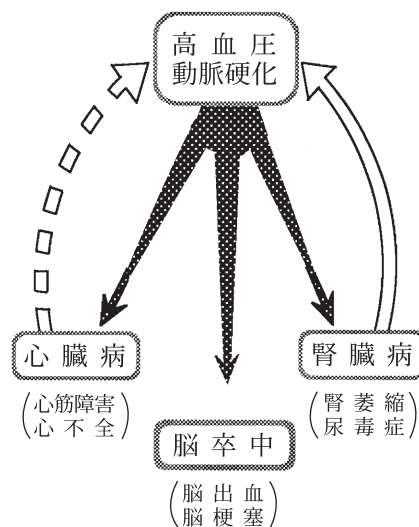 高血圧
動脈硬化
心臓病
(心筋障害
心不全)
腎臓病
(腎萎縮
尿毒症)
脳卒中
(脳出血
脳梗塞)